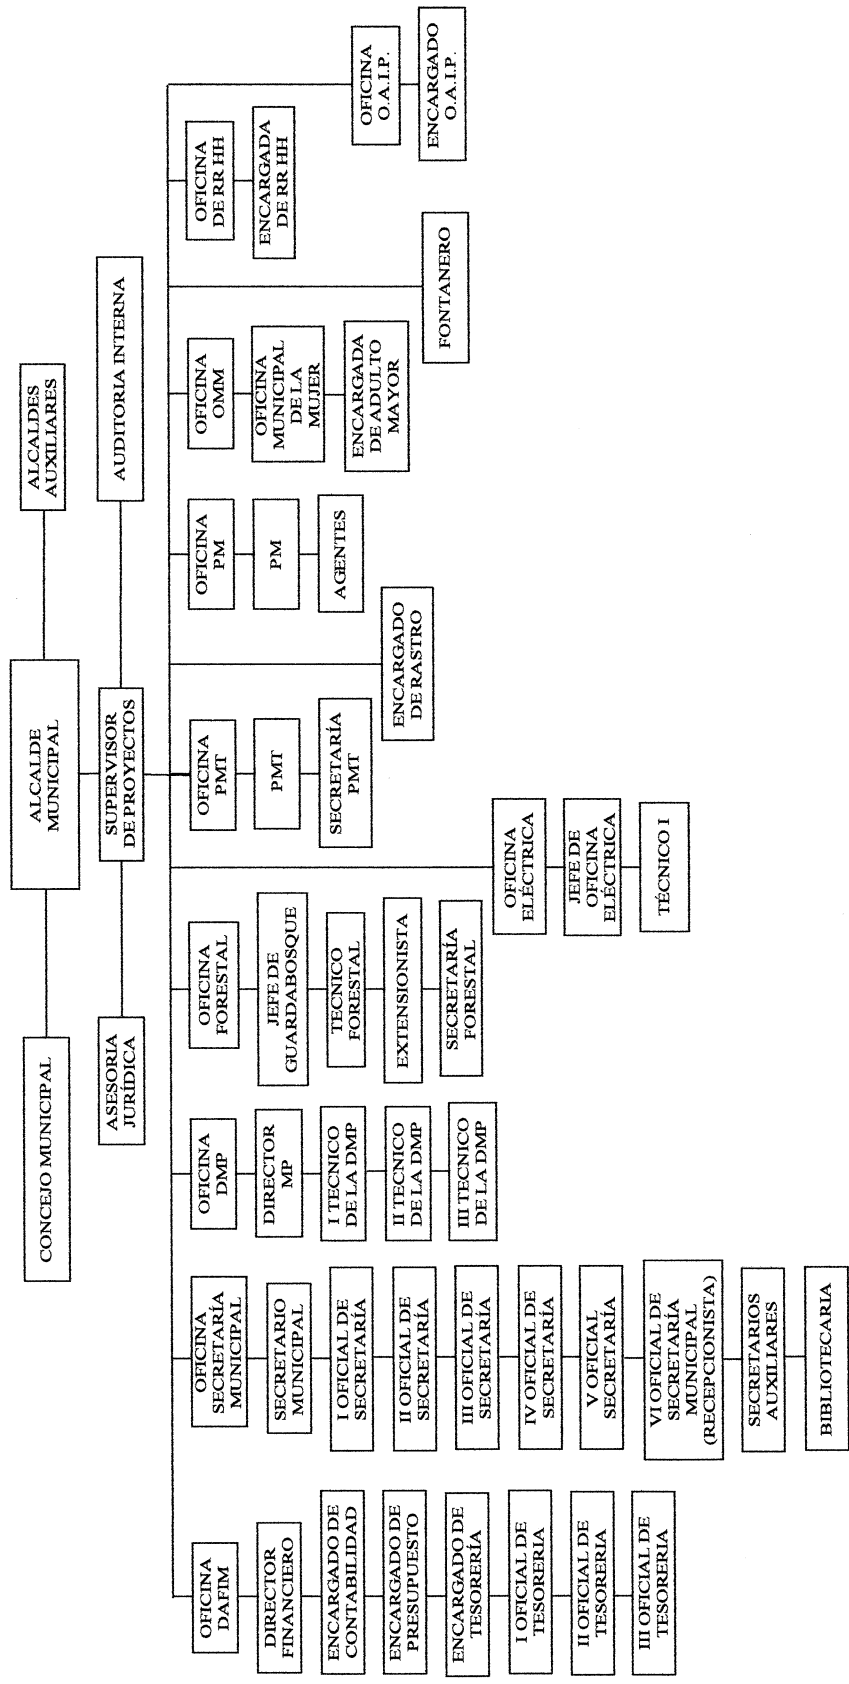 CONCEJO MUNICIPAL
ALCALDE
MUNICIPAL
ALCALDES
AUXILIARES
ASESORIA
JURÍDICA
SUPERVISOR
DE PROYECTOS
AUDITORIA INTERNA
OFICINA
DAFIM
DIRECTOR
FINANCIERO
ENCARGADO DE
CONTABILIDAD
ENCARGADO DE
PRESUPUESTO
ENCARGADO DE
TESORERÍA
I OFICIAL DE
TESORERIA
II OFICIAL DE
TESORERIA
III OFICIAL DE
TESORERIA
OFICINA
SECRETARÍA
MUNICIPAL
SECRETARIO
MUNICIPAL
I OFICIAL DE
SECRETARÍA
II OFICIAL DE
SECRETARÍA
III OFICIAL DE
SECRETARÍA
IV OFICIAL DE
SECRETARÍA
V OFICIAL
SECRETARÍA
VI OFICIAL DE
SECRETARÍA
MUNICIPAL
(RECEPCIONISTA)
SECRETARIOS
AUXILIARES
BIBLIOTECARIA
OFICINA
DMP
DIRECTOR
MP
I TECNICO
DE LA DMP
II TECNICO
DE LA DMP
III TECNICO
DE LA DMP
OFICINA
FORESTAL
JEFE DE
GUARDABOSQUE
TECNICO
FORESTAL
EXTENSIONISTA
SECRETARÍA
FORESTAL
OFICINA
ELÉCTRICA
JEFE DE
OFICINA
ELÉCTRICA
TÉCNICO I
OFICINA
PMT
PMT
SECRETARÍA
PMT
ENCARGADO
DE RASTRO
OFICINA
PM
PM
AGENTES
OFICINA
OMM
OFICINA
MUNICIPAL
DE LA
MUJER
ENCARGADA
DE ADULTO
MAYOR
FONTANERO
OFICINA
DE RR HH
ENCARGADA
DE RR HH
OFICINA
O.A.I.P.
ENCARGADO
O.A.I.P.